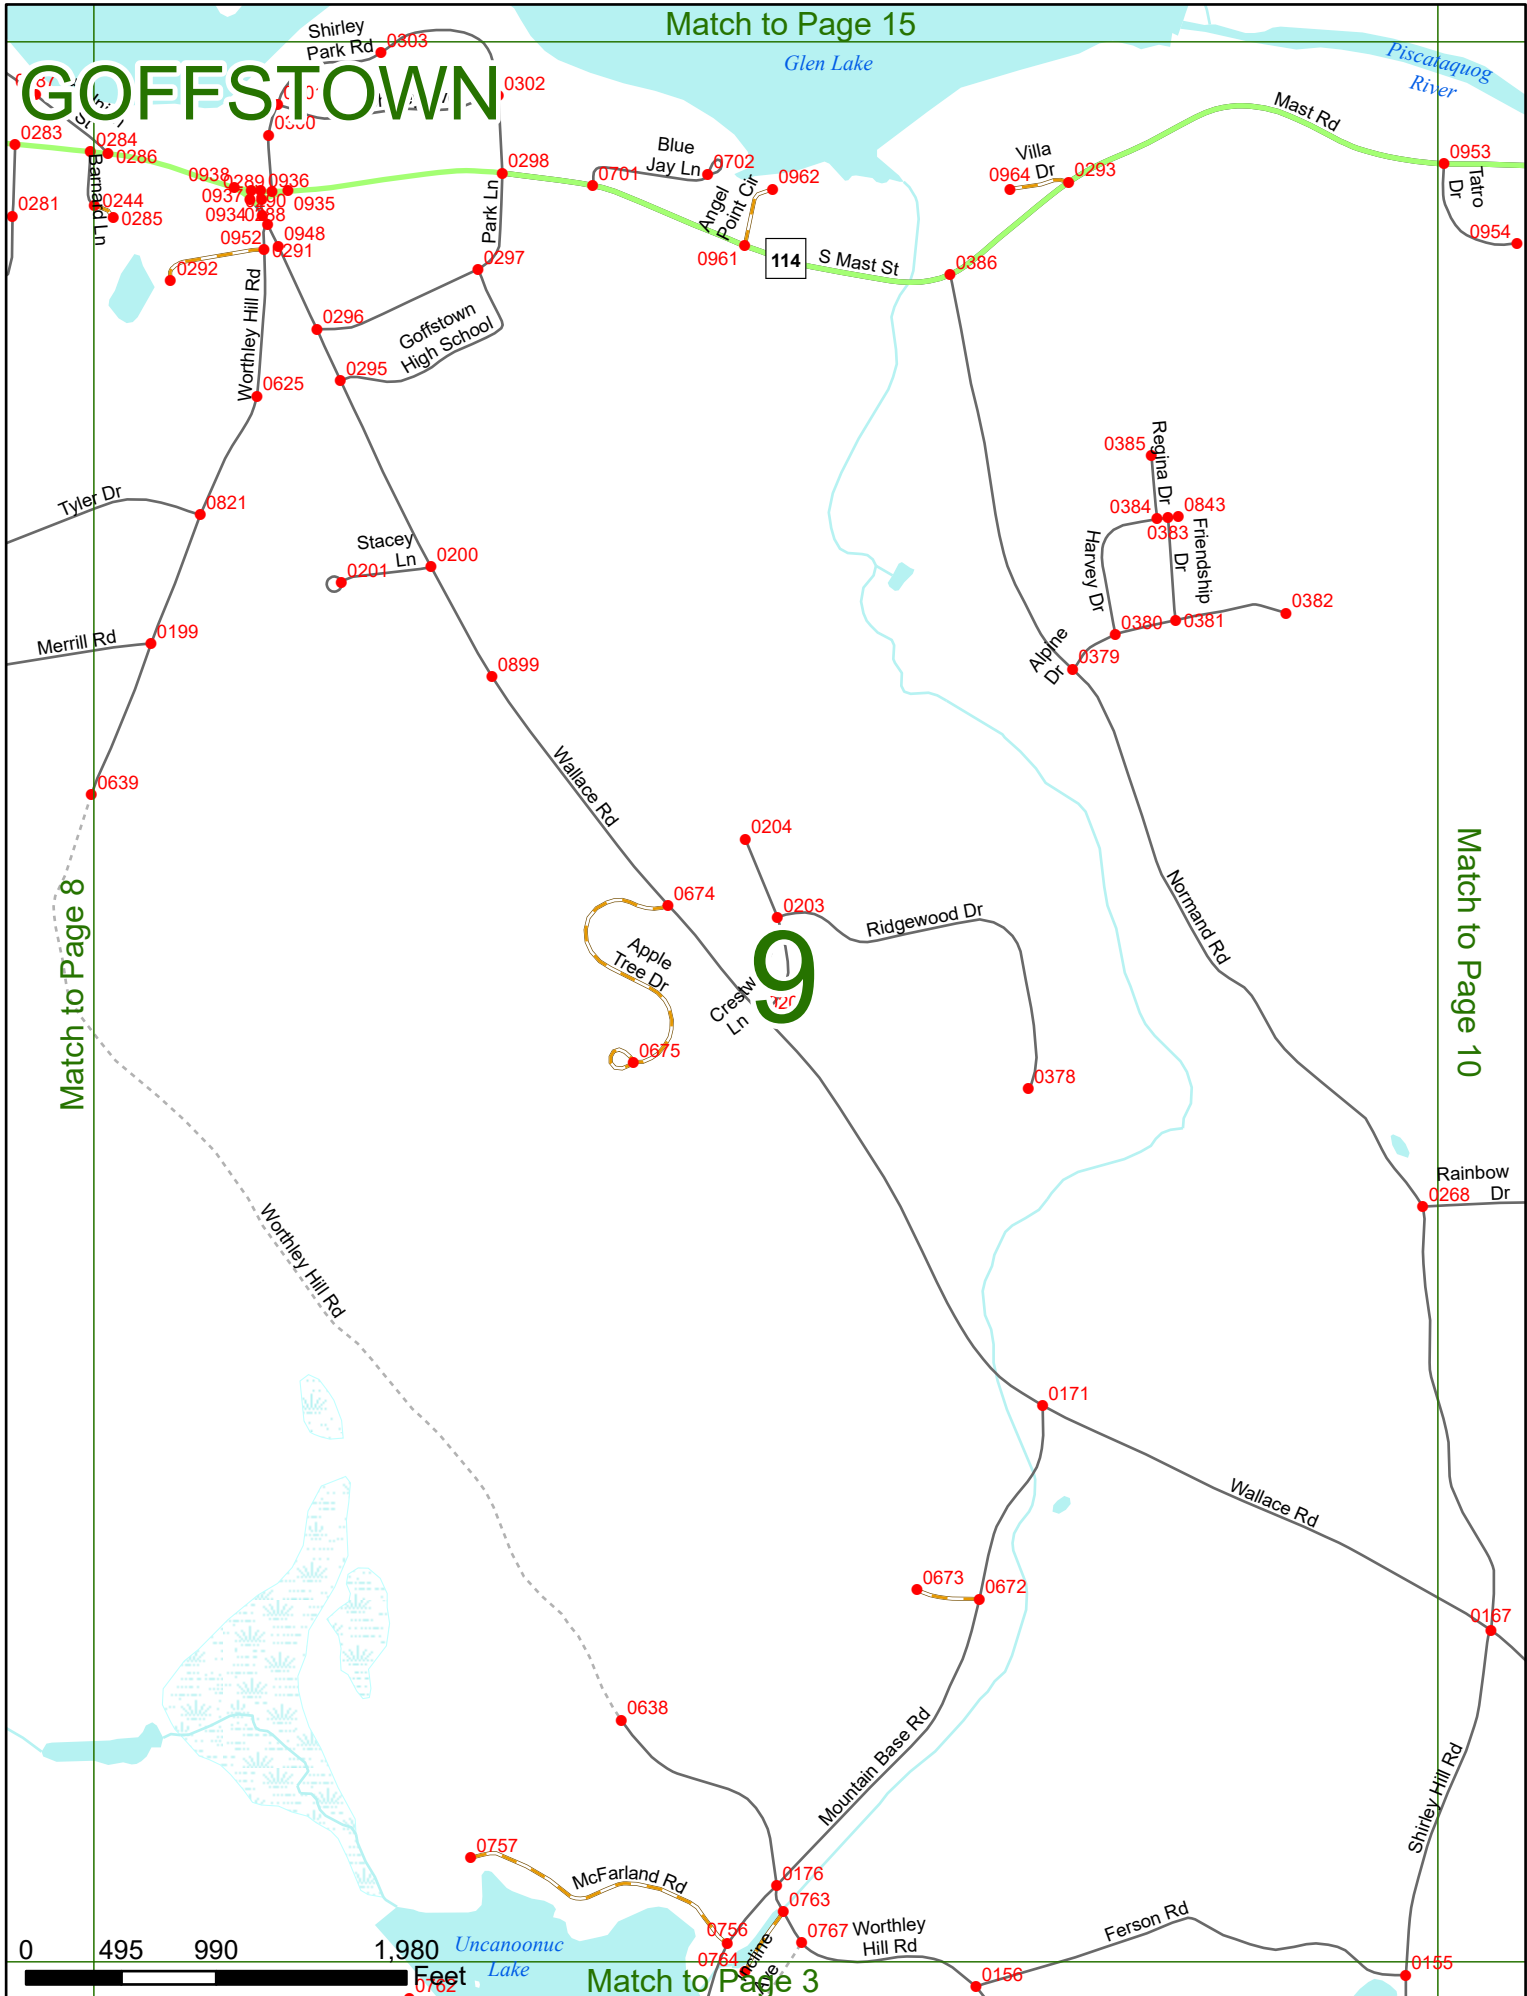 Match to Page 15
Shirley
Park Rd
0303
Glen Lake
Piscataquog
River
GOFFSTOWN
0302
Mast Rd
St
0283
0284
0286
Blue
Jay Ln
0702
Villa
Dr
0293
0964
0953
0298
0701
0962
Tatro
Dr
0938
0289
0936
0937
0935
0934
0288
0244
0285
Barnard Ln
0281
Park Ln
Angel
Point Cir
0961
114
S Mast St
0386
0954
0948
0952
0291
0292
0297
Worthley Hill Rd
0296
Goffstown
High School
0295
0625
0385
Regina Dr
0384
0843
0383
Harvey Dr
Friendship
Dr
Tyler Dr
0821
Stacey
Ln
0200
0201
0382
0380
0381
Merrill Rd
0199
Alpine
Dr
0379
0899
0639
Wallace Rd
0204
Match to Page 8
Match to Page 10
0674
0203
Ridgewood Dr
Normand Rd
Apple
Tree Dr
9
Ln
0675
0378
Rainbow
Dr
0268
Worthley Hill Rd
0171
Wallace Rd
0673
0672
0167
0638
Mountain Base Rd
Shirley Hill Rd
0757
McFarland Rd
0176
0763
0756
0767
Worthley
Hill Rd
Ferson Rd
0764
Incline
Ave
0 495 990 1,980
Feet
Uncanoonuc
Lake
Match to Page 3
0762
0156
0155